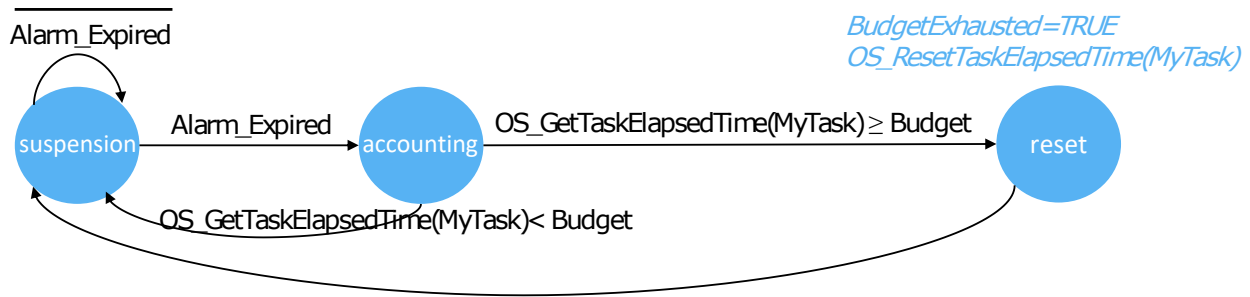 Alarm_Expired
BudgetExhausted=TRUE
OS_ResetTaskElapsedTime(MyTask)
suspension
Alarm_Expired
accounting
OS_GetTaskElapsedTime(MyTask) ≥ Budget
reset
OS_GetTaskElapsedTime(MyTask)< Budget